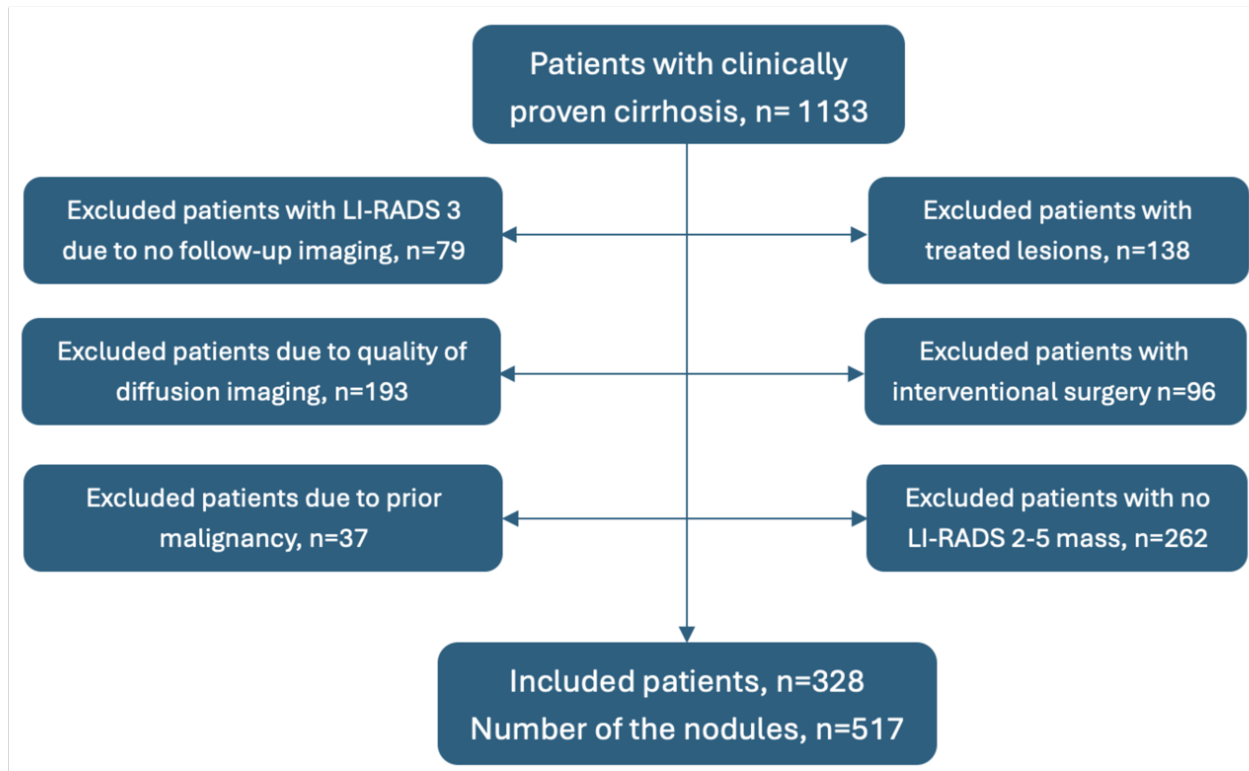 Patients with clinically
proven cirrhosis, n= 1133
Excluded patients with LI-RADS 3
due to no follow-up imaging, n=79
Excluded patients with
treated lesions, n=138
Excluded patients due to quality of
diffusion imaging, n=193
Excluded patients with
interventional surgery n=96
Excluded patients due to prior
malignancy, n=37
Excluded patients with no
LI-RADS 2-5 mass, n=262
Included patients, n=328
Number of the nodules, n=517